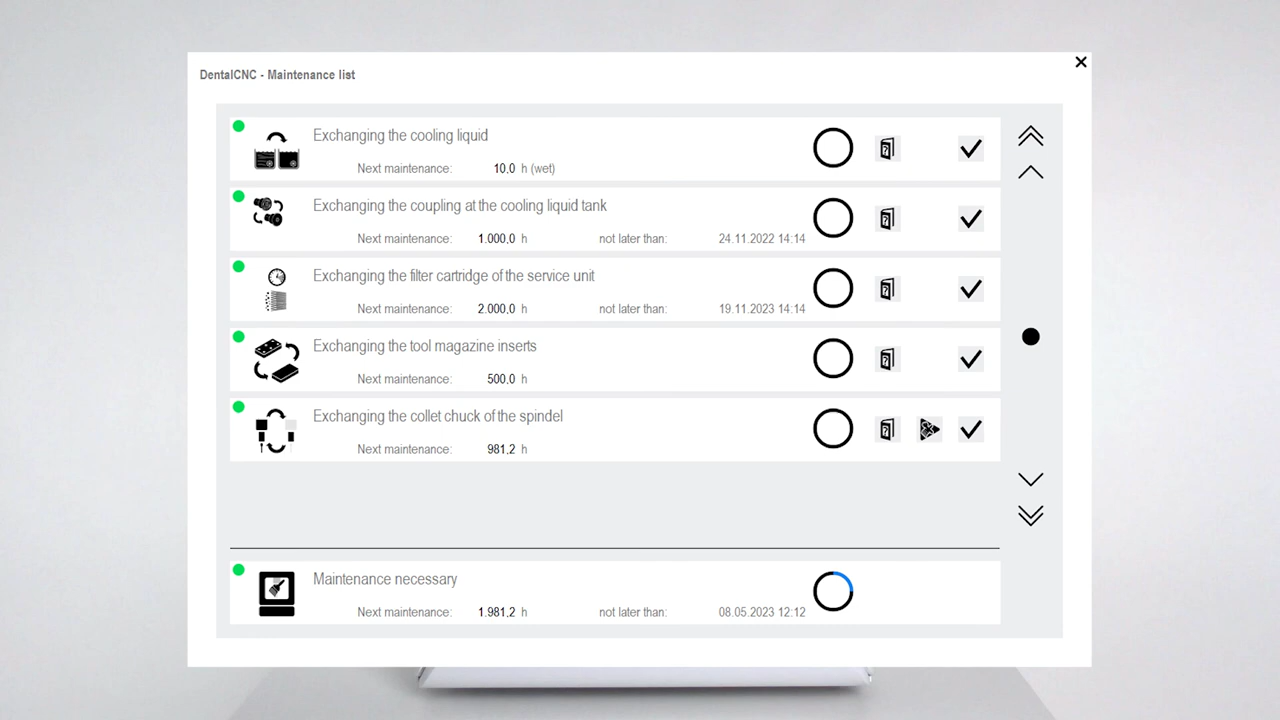 DentalCNC - Maintenance list
Exchanging the cooling liquid
Next maintenance: 10.0 h (wet)
Exchanging the coupling at the cooling liquid tank
Next maintenance: 1.000.0 h not later than: 24.11.2022 14:14
Exchanging the filter cartridge of the service unit
Next maintenance: 2.000.0 h not later than: 19.11.2023 14:14
Exchanging the tool magazine inserts
Next maintenance: 500.0 h
Exchanging the collet chuck of the spindel
Next maintenance: 981.2 h
Maintenance necessary
Next maintenance: 1.981.2 h not later than: 08.05.2023 12:12